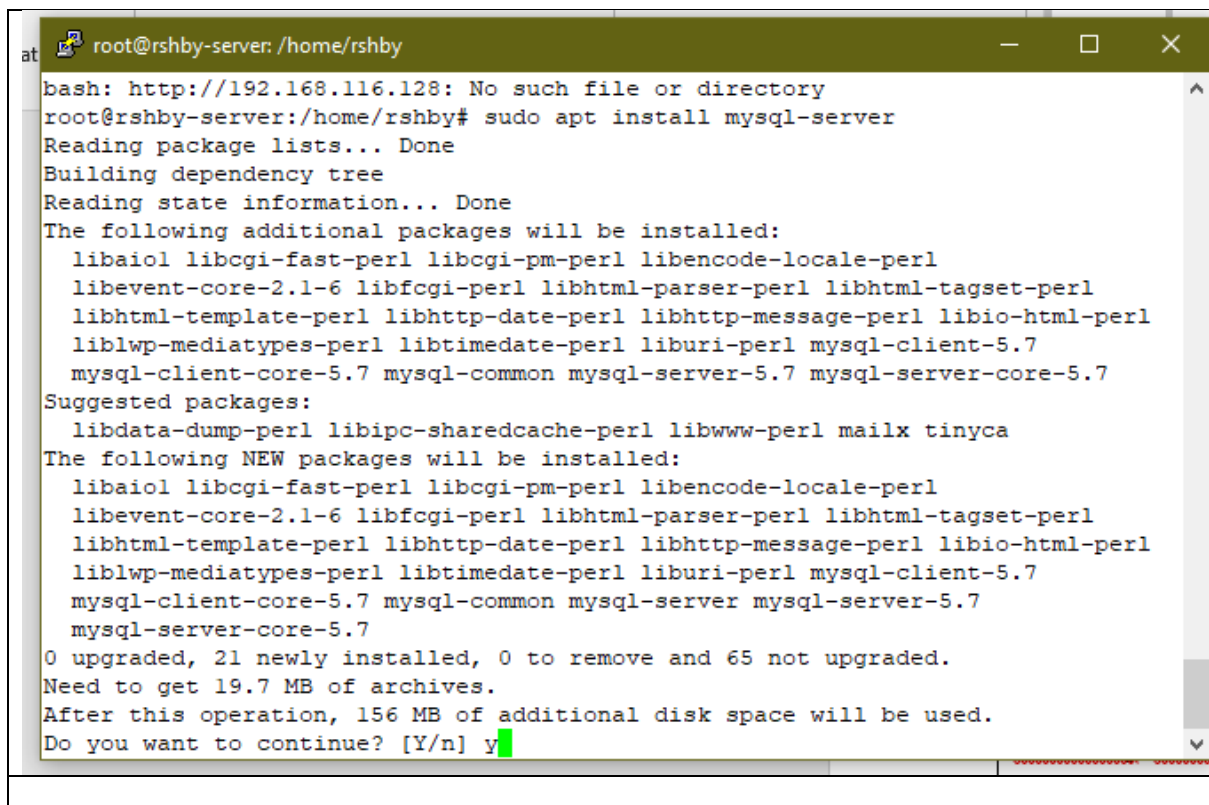 at
root@rshby-server: /home/rshby
bash: http://192.168.116.128: No such file or directory
root@rshby-server:/home/rshby# sudo apt install mysql-server
Reading package lists... Done
Building dependency tree
Reading state information... Done
The following additional packages will be installed:
  libaio1 libcgi-fast-perl libcgi-pm-perl libencode-locale-perl
  libevent-core-2.1-6 libfcgi-perl libhtml-parser-perl libhtml-tagset-perl
  libhtml-template-perl libhttp-date-perl libhttp-message-perl libio-html-perl
  liblwp-mediatypes-perl libtimedate-perl liburi-perl mysql-client-5.7
  mysql-client-core-5.7 mysql-common mysql-server-5.7 mysql-server-core-5.7
Suggested packages:
  libdata-dump-perl libipc-sharedcache-perl libwww-perl mailx tinyca
The following NEW packages will be installed:
  libaio1 libcgi-fast-perl libcgi-pm-perl libencode-locale-perl
  libevent-core-2.1-6 libfcgi-perl libhtml-parser-perl libhtml-tagset-perl
  libhtml-template-perl libhttp-date-perl libhttp-message-perl libio-html-perl
  liblwp-mediatypes-perl libtimedate-perl liburi-perl mysql-client-5.7
  mysql-client-core-5.7 mysql-common mysql-server mysql-server-5.7
  mysql-server-core-5.7
0 upgraded, 21 newly installed, 0 to remove and 65 not upgraded.
Need to get 19.7 MB of archives.
After this operation, 156 MB of additional disk space will be used.
Do you want to continue? [Y/n] y